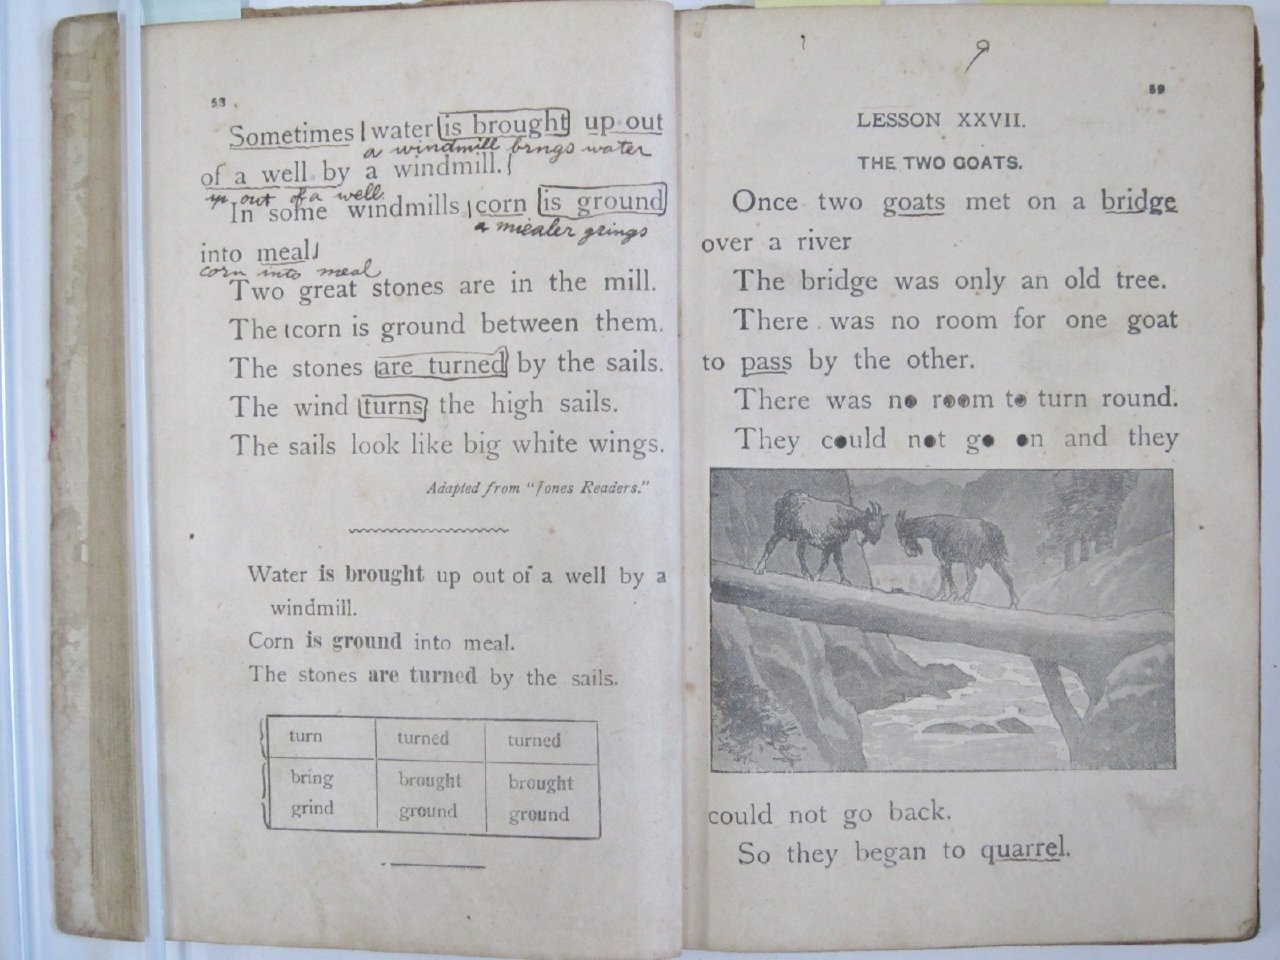 58
Sometimes water is brought up out
a windmill brngs water
of a well by a windmill.
up out of a well.
In some windmills corn is ground
a miealer grings
into meal
corn into meal
Two great stones are in the mill.
The corn is ground between them.
The stones are turned by the sails.
The wind turns the high sails.
The sails look like big white wings.
Adapted from "Jones Readers."
Water is brought up out of a well by a
windmill.
Corn is ground into meal.
The stones are turned by the sails.
turn turned turned
bring brought brought
grind ground ground
9
59
LESSON XXVII.
THE TWO GOATS.
Once two goats met on a bridge
over a river
The bridge was only an old tree.
There was no room for one goat
to pass by the other.
There was no room to turn round.
They could not go on and they
could not go back.
So they began to quarrel.